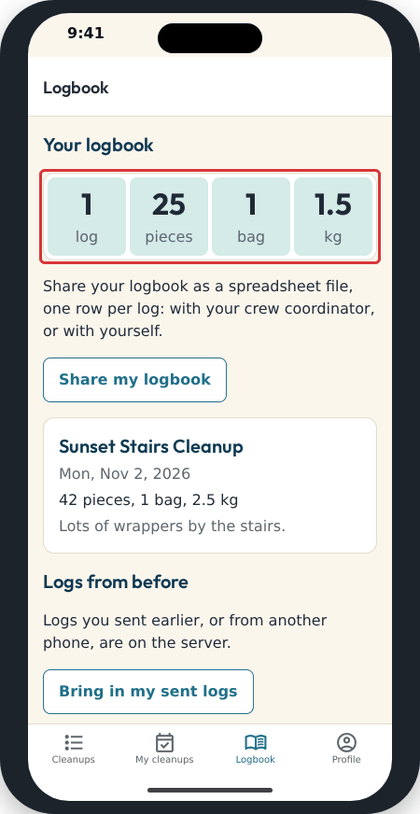 9:41
Logbook
Your logbook
1 25 1 1.5
log pieces bag kg
Share your logbook as a spreadsheet file,
one row per log: with your crew coordinator,
or with yourself.
Share my logbook
Sunset Stairs Cleanup
Mon, Nov 2, 2026
42 pieces, 1 bag, 2.5 kg
Lots of wrappers by the stairs.
Logs from before
Logs you sent earlier, or from another
phone, are on the server.
Bring in my sent logs
Cleanups My cleanups Logbook Profile